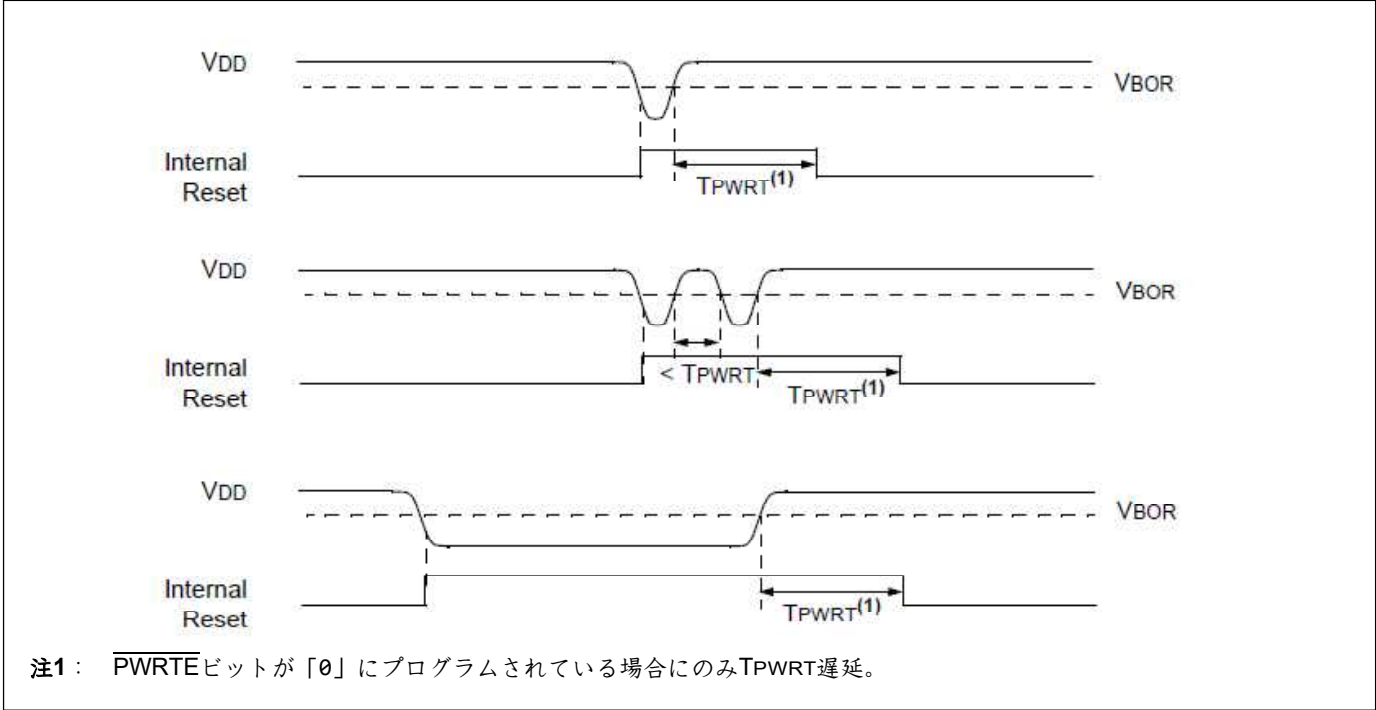 VDD
VBOR
Internal
Reset
TPWRT(1)
VDD
VBOR
Internal
Reset
< TPWRT
TPWRT(1)
VDD
VBOR
Internal
Reset
TPWRT(1)
注1: PWRTEビットが「0」にプログラムされている場合にのみTPWRT遅延。